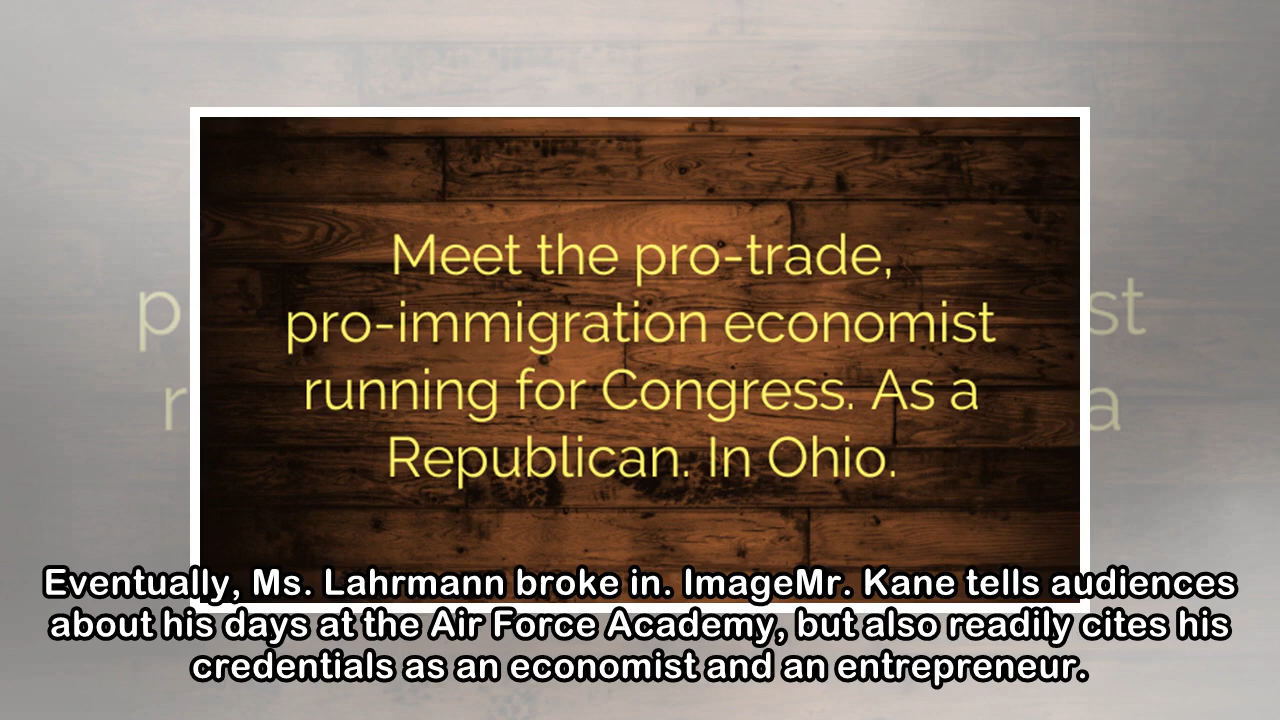 Meet the pro-trade,
pro-immigration economist
running for Congress. As a
Republican. In Ohio.
p
st
r
a
Eventually, Ms. Lahrmann broke in. ImageMr. Kane tells audiences
about his days at the Air Force Academy, but also readily cites his
credentials as an economist and an entrepreneur.